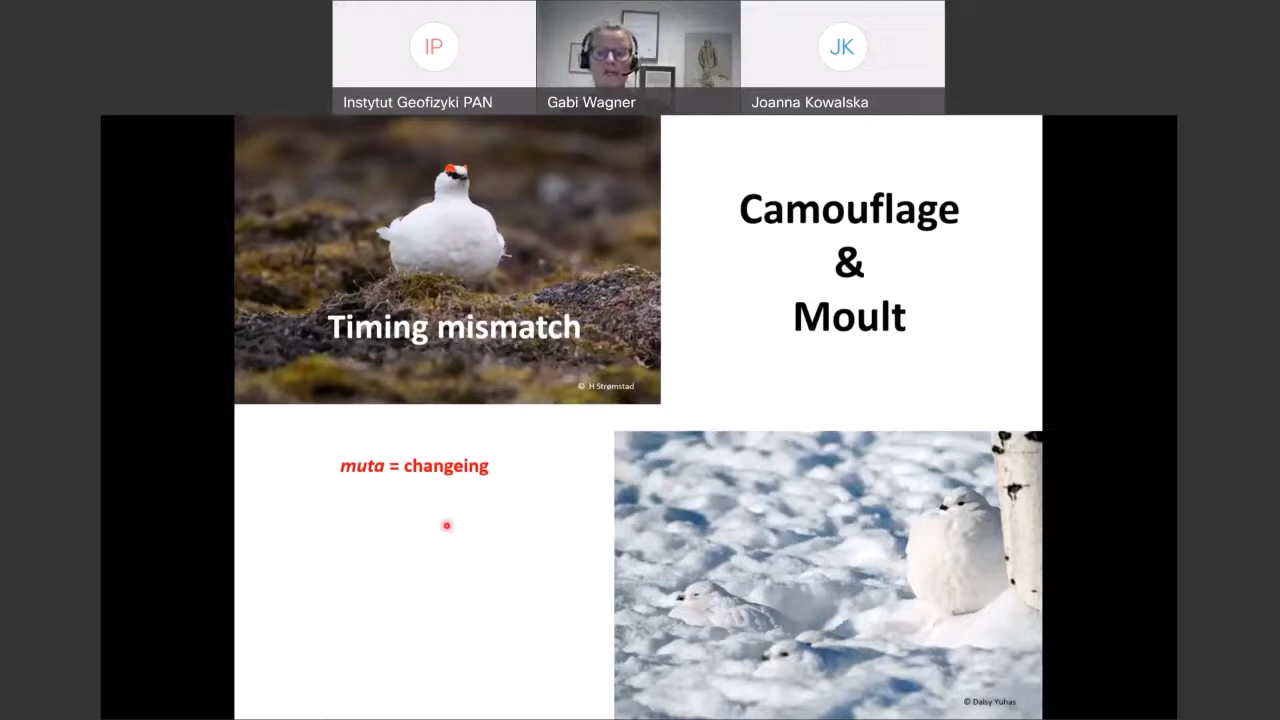 IP
JK
Instytut Geofizyki PAN
Gabi Wagner
Joanna Kowalska
Camouflage
&
Moult
Timing mismatch
© H Strømstad
muta = changeing
© Daisy Yuhas